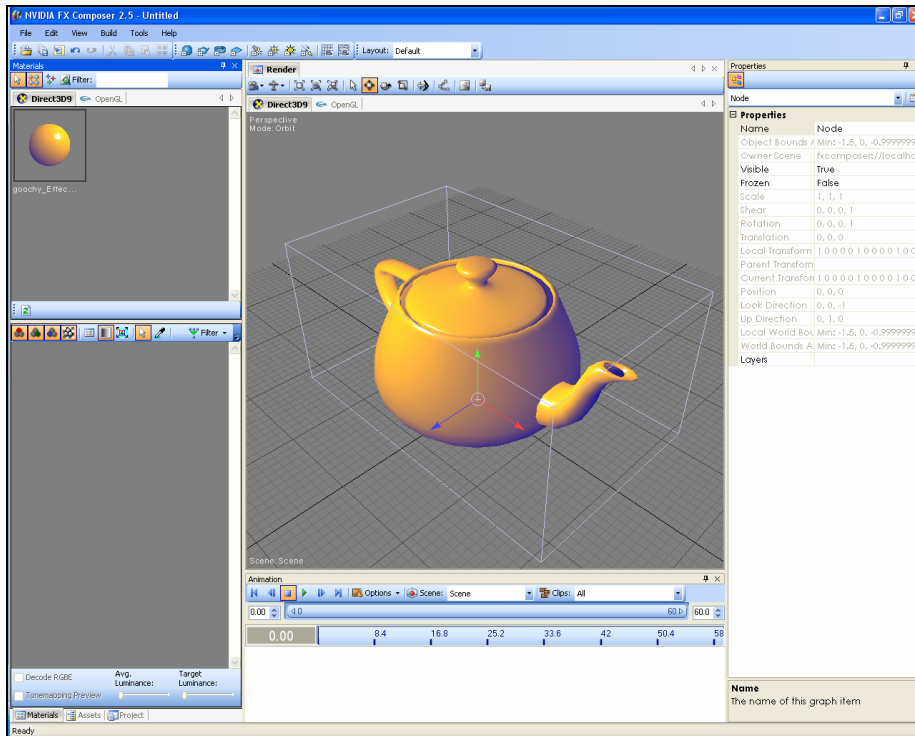 NVIDIA FX Composer 2.5 - Untitled
File Edit View Build Tools Help
Layout: Default
Materials
Filter:
Direct3D9 OpenGL
goochy_Effec...
Filter
Decode RGBE
Avg. Luminance:
Target Luminance:
Tonemapping Preview
Materials Assets Project
Ready
Render
Direct3D9 OpenGL
Perspective
Mode: Orbit
Scene: Scene
Animation
Options Scene: Scene Clips: All
0.00 0 60 60.0
0.00 8.4 16.8 25.2 33.6 42 50.4 58
Properties
Node
Properties
Name Node
Object Bounds A Min: -1.5, 0, -0.9999999
Owner Scene fxcomposer://localho
Visible True
Frozen False
Scale 1, 1, 1
Shear 0, 0, 0, 1
Rotation 0, 0, 0, 1
Translation 0, 0, 0
Local Transform 1 0 0 0 0 1 0 0 0 0 1 0 0
Parent Transform
Current Transfor 1 0 0 0 0 1 0 0 0 0 1 0 0
Position 0, 0, 0
Look Direction 0, 0, -1
Up Direction 0, 1, 0
Local World Bou Min: -1.5, 0, -0.9999999
World Bounds A Min: -1.5, 0, -0.9999999
Layers
Name
The name of this graph item